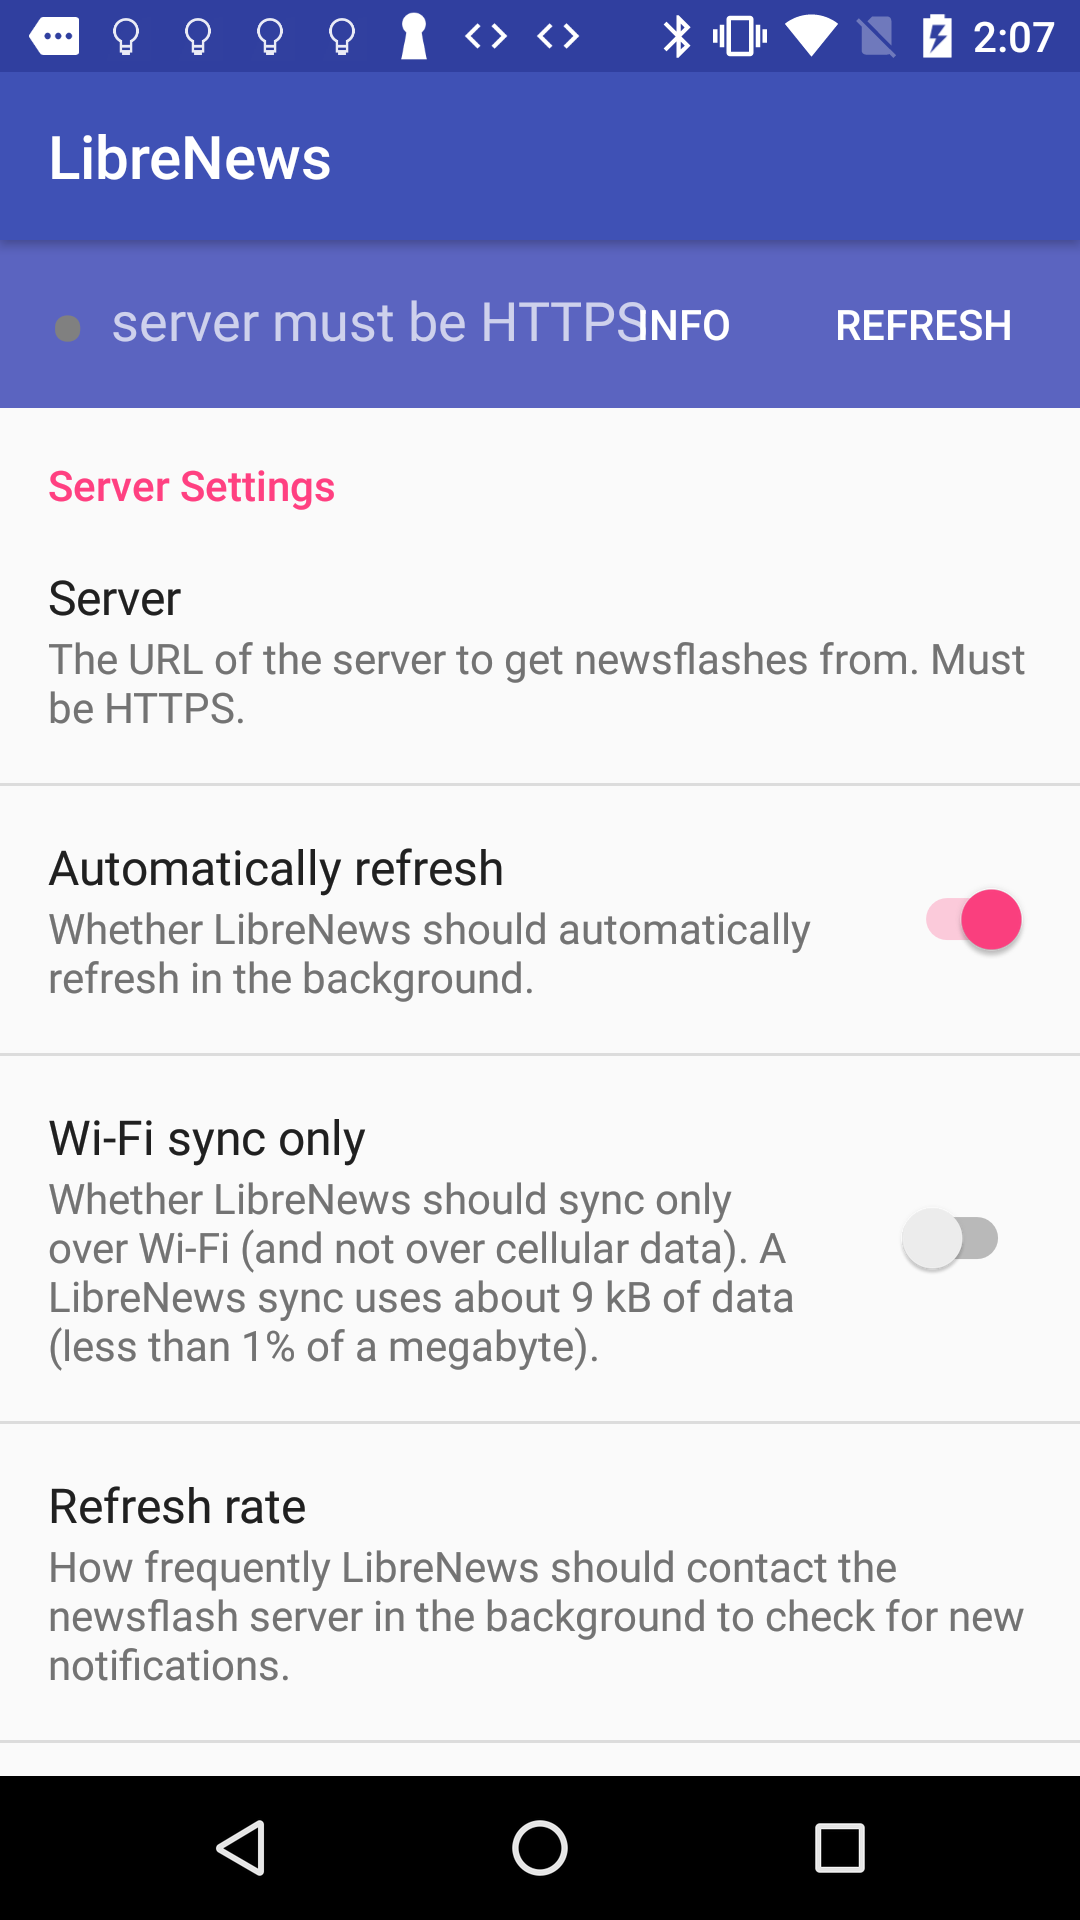 2:07
LibreNews
server must be HTTPS INFO REFRESH
Server Settings
Server
The URL of the server to get newsflashes from. Must
be HTTPS.
Automatically refresh
Whether LibreNews should automatically
refresh in the background.
Wi-Fi sync only
Whether LibreNews should sync only
over Wi-Fi (and not over cellular data). A
LibreNews sync uses about 9 kB of data
(less than 1% of a megabyte).
Refresh rate
How frequently LibreNews should contact the
newsflash server in the background to check for new
notifications.